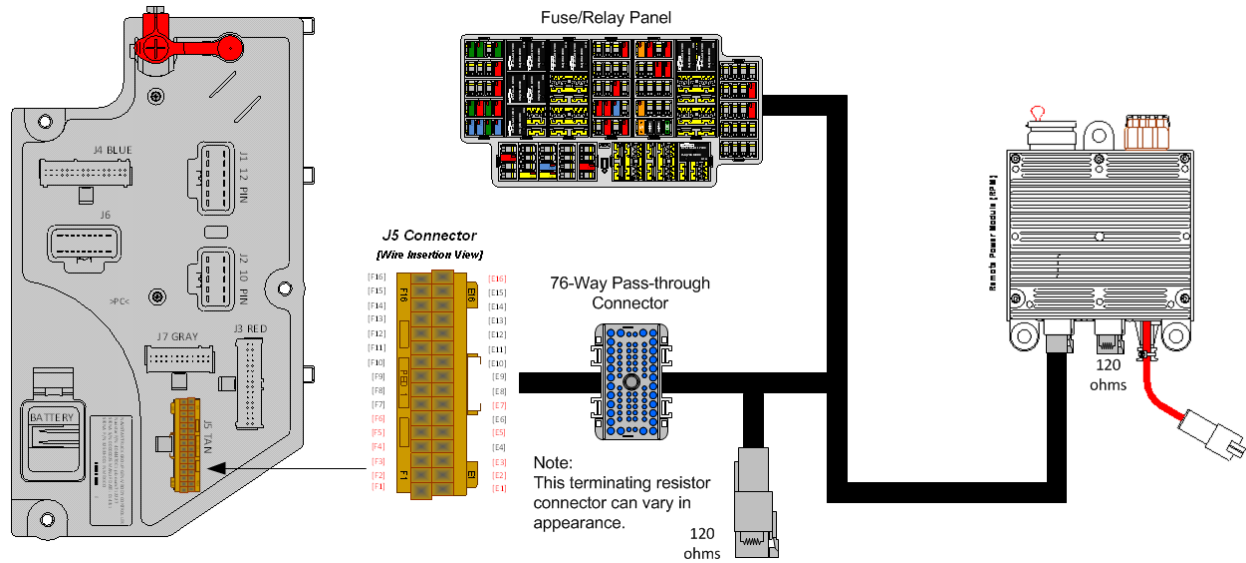 Fuse/Relay Panel
J4 BLUE
J1 12 PIN
J6
J2 10 PIN
>PE<
J3 RED
J7 GRAY
BATTERY
J5 TAN
J5 Connector
[Wire Insertion View]
[F16]
[F15]
[F14]
[F13]
[F12]
[F11]
[F10]
[F9]
[F8]
[F7]
[F6]
[F5]
[F4]
[F3]
[F2]
[F1]
F16
E16
PED 1
F1
E1
[E16]
[E15]
[E14]
[E13]
[E12]
[E11]
[E10]
[E9]
[E8]
[E7]
[E6]
[E5]
[E4]
[E3]
[E2]
[E1]
76-Way Pass-through
Connector
Note:
This terminating resistor
connector can vary in
appearance.
120
ohms
Remote Power Module [RPM]
120
ohms